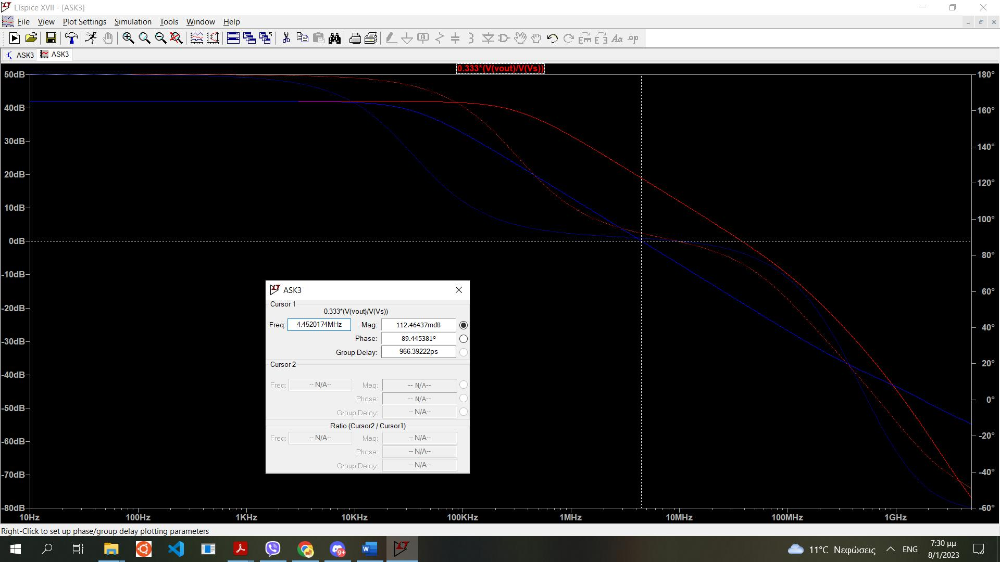 LTspice XVII - [ASK3]
File View Plot Settings Simulation Tools Window Help
ASK3 ASK3
0.333*(V(vout)/V(Vs))
50dB 180°
40dB 160°
30dB 140°
20dB 120°
10dB 100°
0dB 80°
-10dB 60°
-20dB 40°
-30dB 20°
-40dB 0°
-50dB -20°
-60dB -40°
-70dB -60°
-80dB
10Hz 100Hz 1KHz 10KHz 100KHz 1MHz 10MHz 100MHz 1GHz
ASK3
Cursor 1
0.333*(V(vout)/V(Vs))
Freq: 4.4520174MHz Mag: 112.46437mdB
Phase: 89.445381°
Group Delay: 966.39222ps
Cursor 2
Freq: -- N/A-- Mag: -- N/A--
Phase: -- N/A--
Group Delay: -- N/A--
Ratio (Cursor2 / Cursor1)
Freq: -- N/A-- Mag: -- N/A--
Phase: -- N/A--
Group Delay: -- N/A--
Right-Click to set up phase/group delay plotting parameters
9+
11°C Νεφώσεις ENG 7:30 μμ
8/1/2023